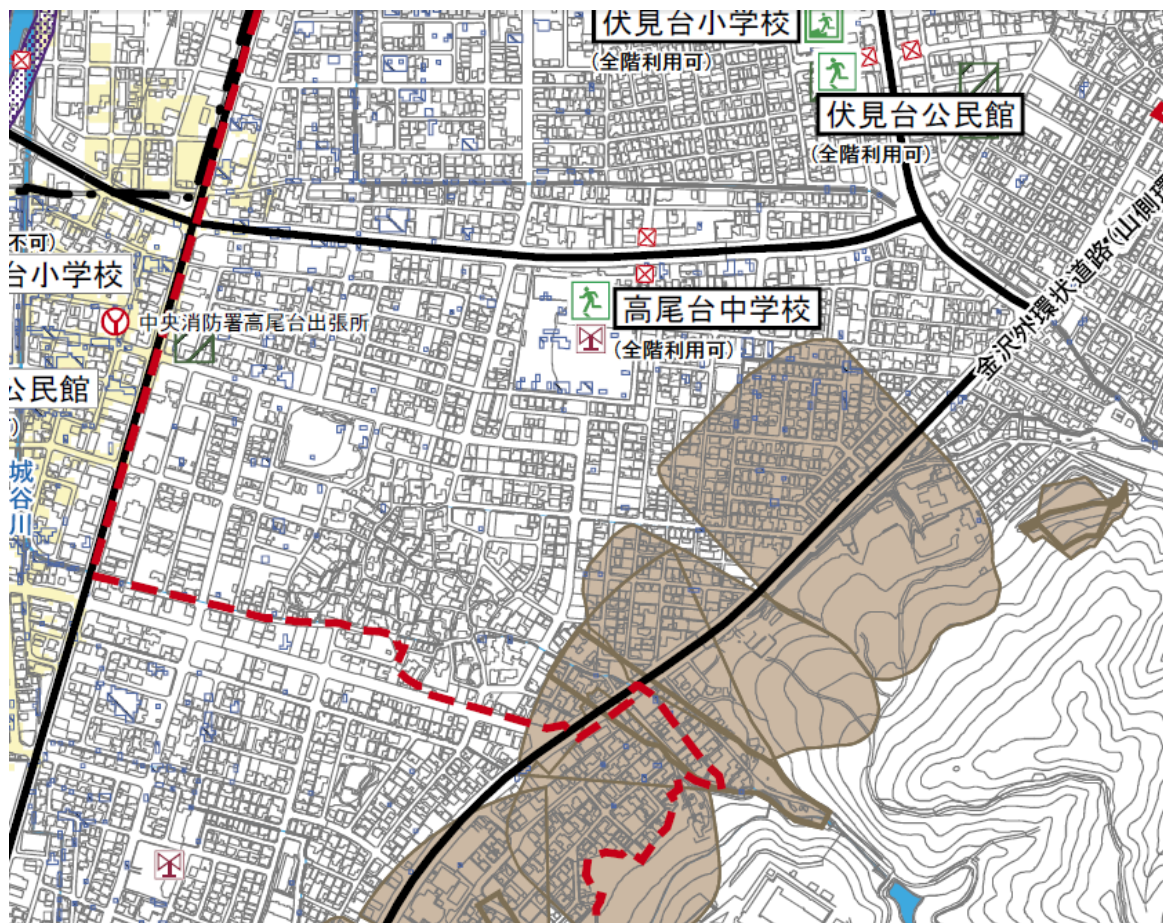 伏見台小学校
(全階利用可)
伏見台公民館
(全階利用可)
金沢外環状道路(山側環
不可)
台小学校
中央消防署高尾台出張所
高尾台中学校
(全階利用可)
公民館
)
城谷川